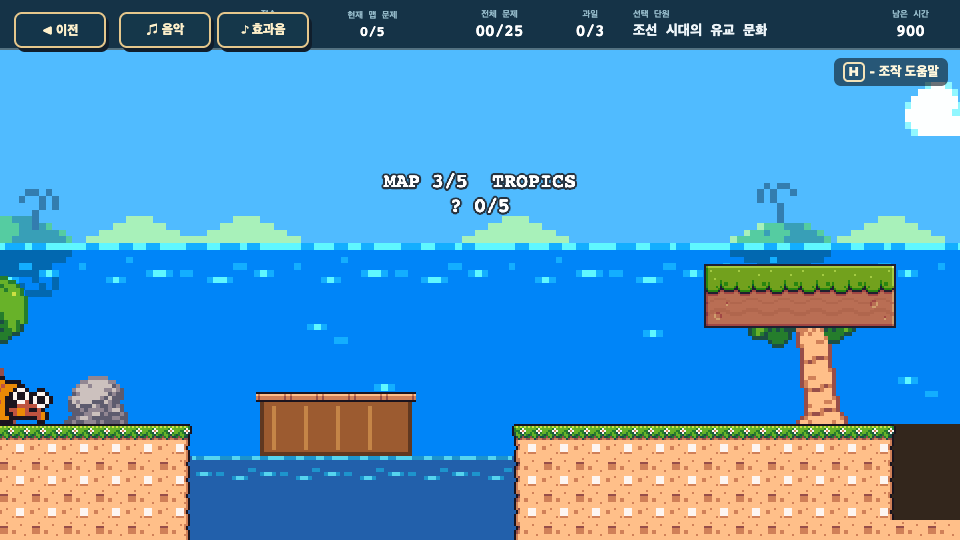 ◀ 이전
♫ 음악
♪ 효과음
현재 맵 문제
0/5
전체 문제
00/25
과일
0/3
선택 단원
조선 시대의 유교 문화
남은 시간
900
H - 조작 도움말
MAP 3/5 TROPICS
? 0/5